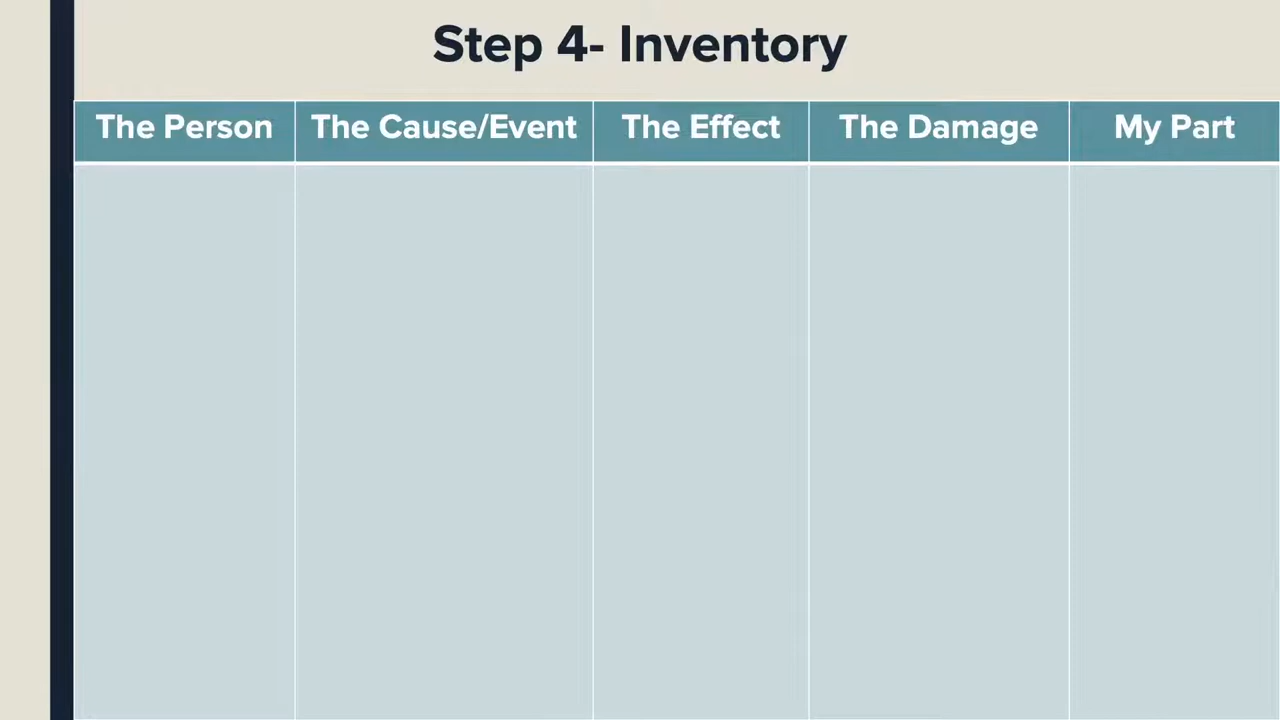 Step 4- Inventory
The Person The Cause/Event The Effect The Damage My Part